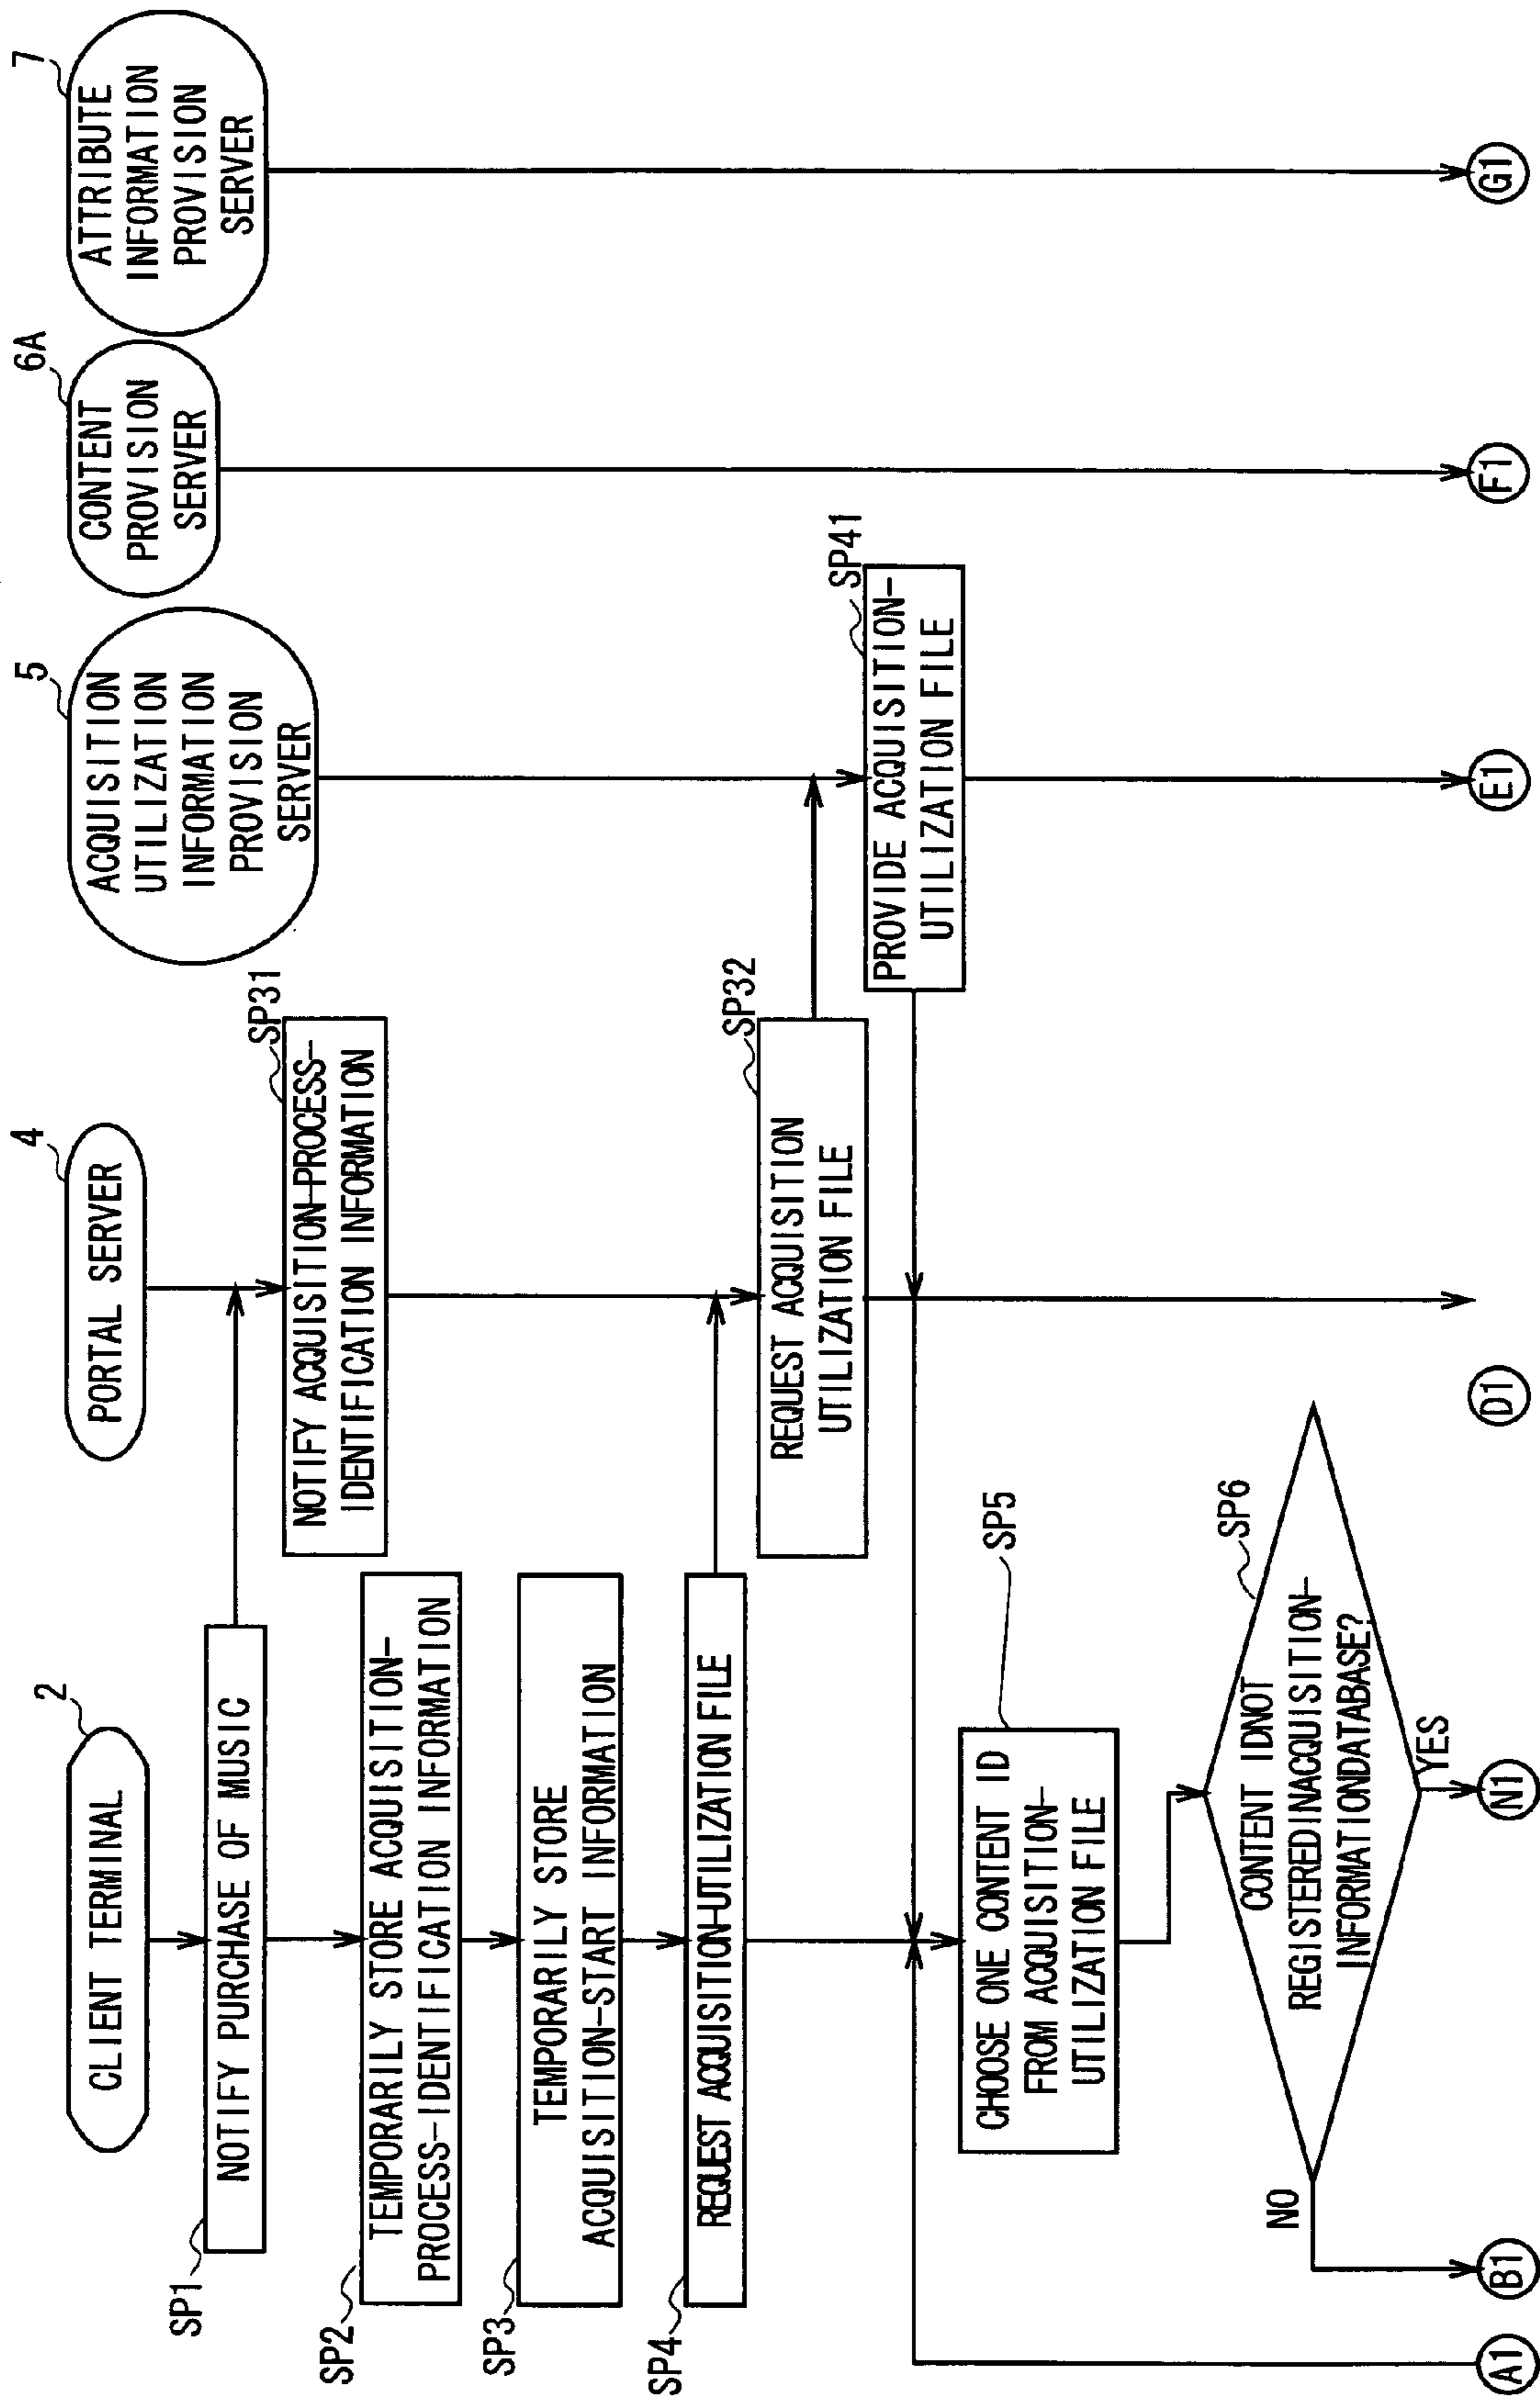 2
CLIENT TERMINAL
4
PORTAL SERVER
5
ACQUISITION
UTILIZATION
INFORMATION
PROVISION
SERVER
6A
CONTENT
PROVISION
SERVER
7
ATTRIBUTE
INFORMATION
PROVISION
SERVER
SP1
NOTIFY PURCHASE OF MUSIC
SP31
NOTIFY ACQUISITION-PROCESS-
IDENTIFICATION INFORMATION
SP2
TEMPORARILY STORE ACQUISITION-
PROCESS-IDENTIFICATION INFORMATION
SP3
TEMPORARILY STORE
ACQUISITION-START INFORMATION
SP4
REQUEST ACQUISITION-UTILIZATION FILE
SP32
REQUEST ACQUISITION
UTILIZATION FILE
SP41
PROVIDE ACQUISITION-
UTILIZATION FILE
SP5
CHOOSE ONE CONTENT ID
FROM ACQUISITION-
UTILIZATION FILE
SP6
CONTENT IDNOT
REGISTEREDINACQUISITION-
INFORMATIONDATABASE?
NO
YES
A1
B1
N1
D1
E1
F1
G1